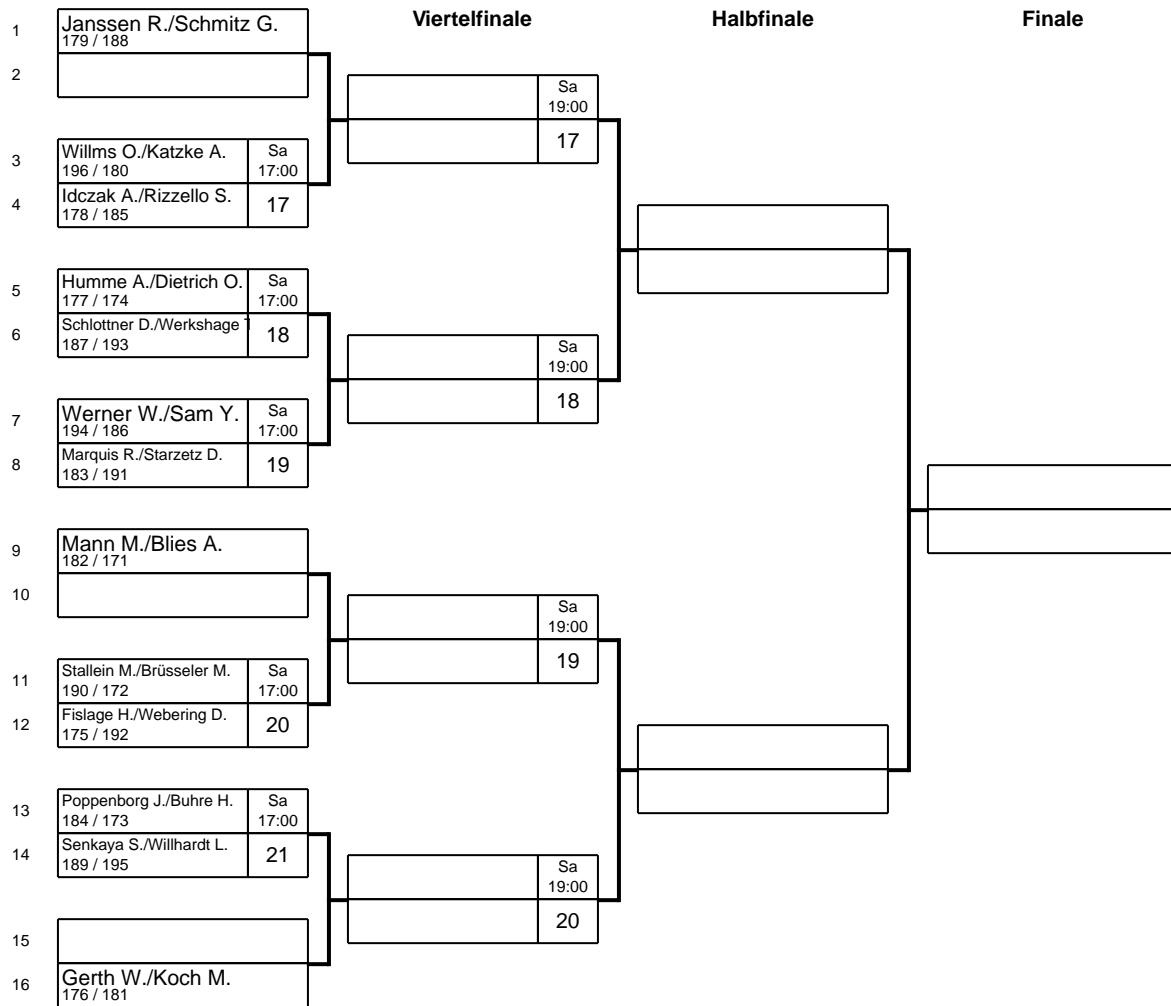 Viertelfinale Halbfinale Finale
1 Janssen R./Schmitz G.
179 / 188
2
Sa
19:00
17
3 Willms O./Katzke A. Sa
196 / 180 17:00
4 Idczak A./Rizzello S. 17
178 / 185
5 Humme A./Dietrich O. Sa
177 / 174 17:00
6 Schlottner D./Werkshage 18
187 / 193
Sa
19:00
18
7 Werner W./Sam Y. Sa
194 / 186 17:00
8 Marquis R./Starzetz D. 19
183 / 191
9 Mann M./Blies A.
182 / 171
10
Sa
19:00
19
11 Stallein M./Brüsseler M. Sa
190 / 172 17:00
12 Fislage H./Webering D. 20
175 / 192
13 Poppenborg J./Buhre H. Sa
184 / 173 17:00
14 Senkaya S./Willhardt L. 21
189 / 195
Sa
19:00
20
15
16 Gerth W./Koch M.
176 / 181